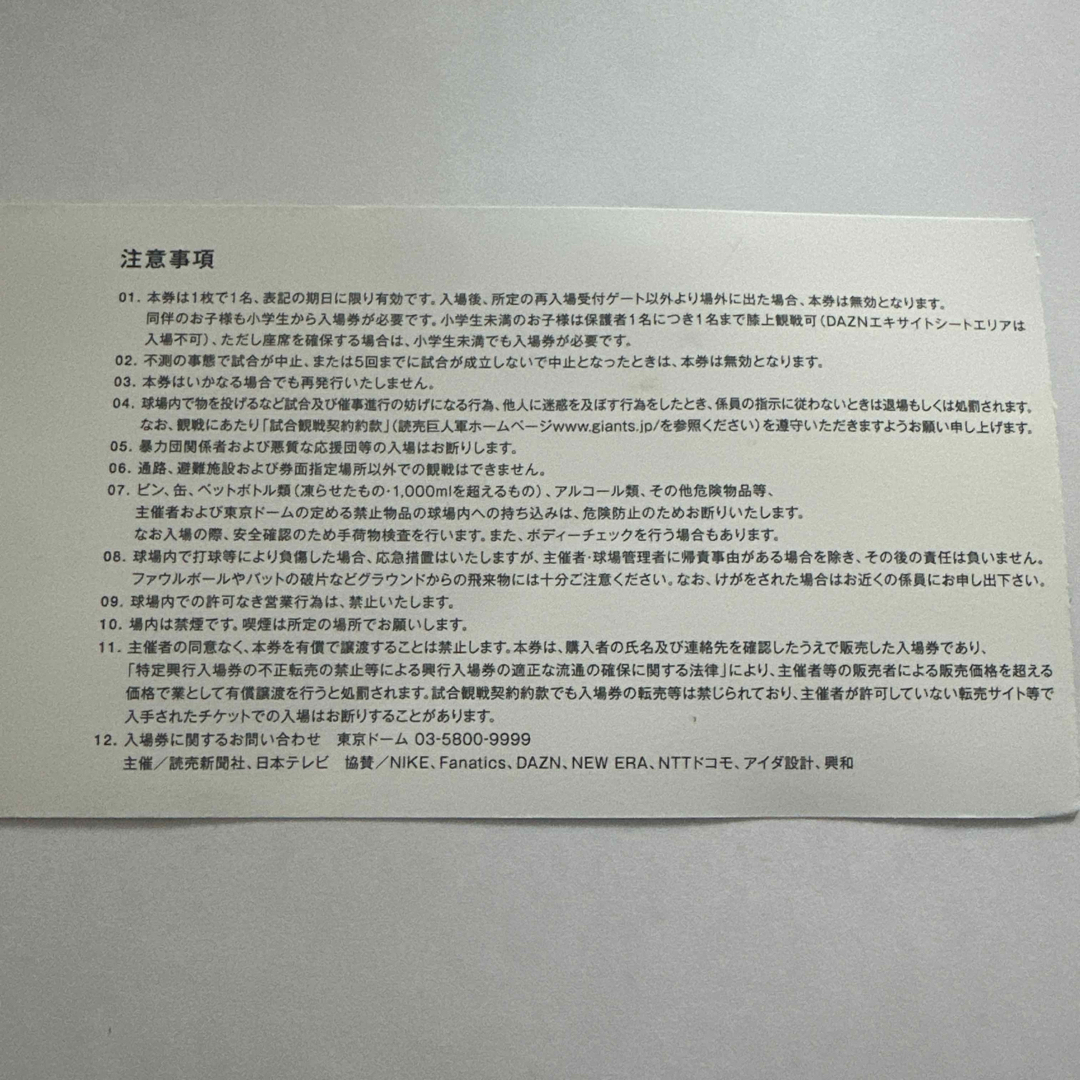 注意事項
01. 本券は1枚で1名、表記の期日に限り有効です。入場後、所定の再入場受付ゲート以外より場外に出た場合、本券は無効となります。
同伴のお子様も小学生から入場券が必要です。小学生未満のお子様は保護者1名につき1名まで膝上観戦可(DAZNエキサイトシートエリアは
入場不可)、ただし座席を確保する場合は、小学生未満でも入場券が必要です。
02. 不測の事態で試合が中止、または5回までに試合が成立しないで中止となったときは、本券は無効となります。
03. 本券はいかなる場合でも再発行いたしません。
04. 球場内で物を投げるなど試合及び催事進行の妨げになる行為、他人に迷惑を及ぼす行為をしたとき、係員の指示に従わないときは退場もしくは処罰されます。
なお、観戦にあたり「試合観戦契約約款」(読売巨人軍ホームページwww.giants.jp/を参照ください)を遵守いただきますようお願い申し上げます。
05. 暴力団関係者および悪質な応援団等の入場はお断りします。
06. 通路、避難施設および券面指定場所以外での観戦はできません。
07. ビン、缶、ペットボトル類(凍らせたもの・1,000mlを超えるもの)、アルコール類、その他危険物品等、
主催者および東京ドームの定める禁止物品の球場内への持ち込みは、危険防止のためお断りいたします。
なお入場の際、安全確認のため手荷物検査を行います。また、ボディーチェックを行う場合もあります。
08. 球場内で打球等により負傷した場合、応急措置はいたしますが、主催者・球場管理者に帰責事由がある場合を除き、その後の責任は負いません。
ファウルボールやバットの破片などグラウンドからの飛来物には十分ご注意ください。なお、けがをされた場合はお近くの係員にお申し出下さい。
09. 球場内での許可なき営業行為は、禁止いたします。
10. 場内は禁煙です。喫煙は所定の場所でお願いします。
11. 主催者の同意なく、本券を有償で譲渡することは禁止します。本券は、購入者の氏名及び連絡先を確認したうえで販売した入場券であり、
「特定興行入場券の不正転売の禁止等による興行入場券の適正な流通の確保に関する法律」により、主催者等の販売者による販売価格を超える
価格で業として有償譲渡を行うと処罰されます。試合観戦契約約款でも入場券の転売等は禁じられており、主催者が許可していない転売サイト等で
入手されたチケットでの入場はお断りすることがあります。
12. 入場券に関するお問い合わせ 東京ドーム 03-5800-9999
主催/読売新聞社、日本テレビ 協賛/NIKE、Fanatics、DAZN、NEW ERA、NTTドコモ、アイダ設計、興和